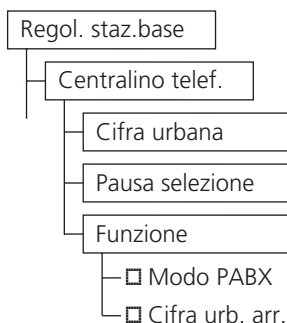 Regol. staz.base
Centralino telef.
Cifra urbana
Pausa selezione
Funzione
Modo PABX
Cifra urb. arr.